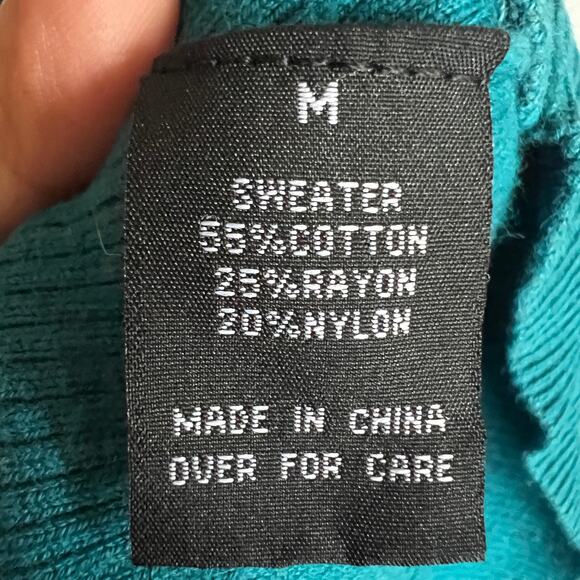 M
SWEATER
55%COTTON
25%RAYON
20%NYLON
MADE IN CHINA
OVER FOR CARE